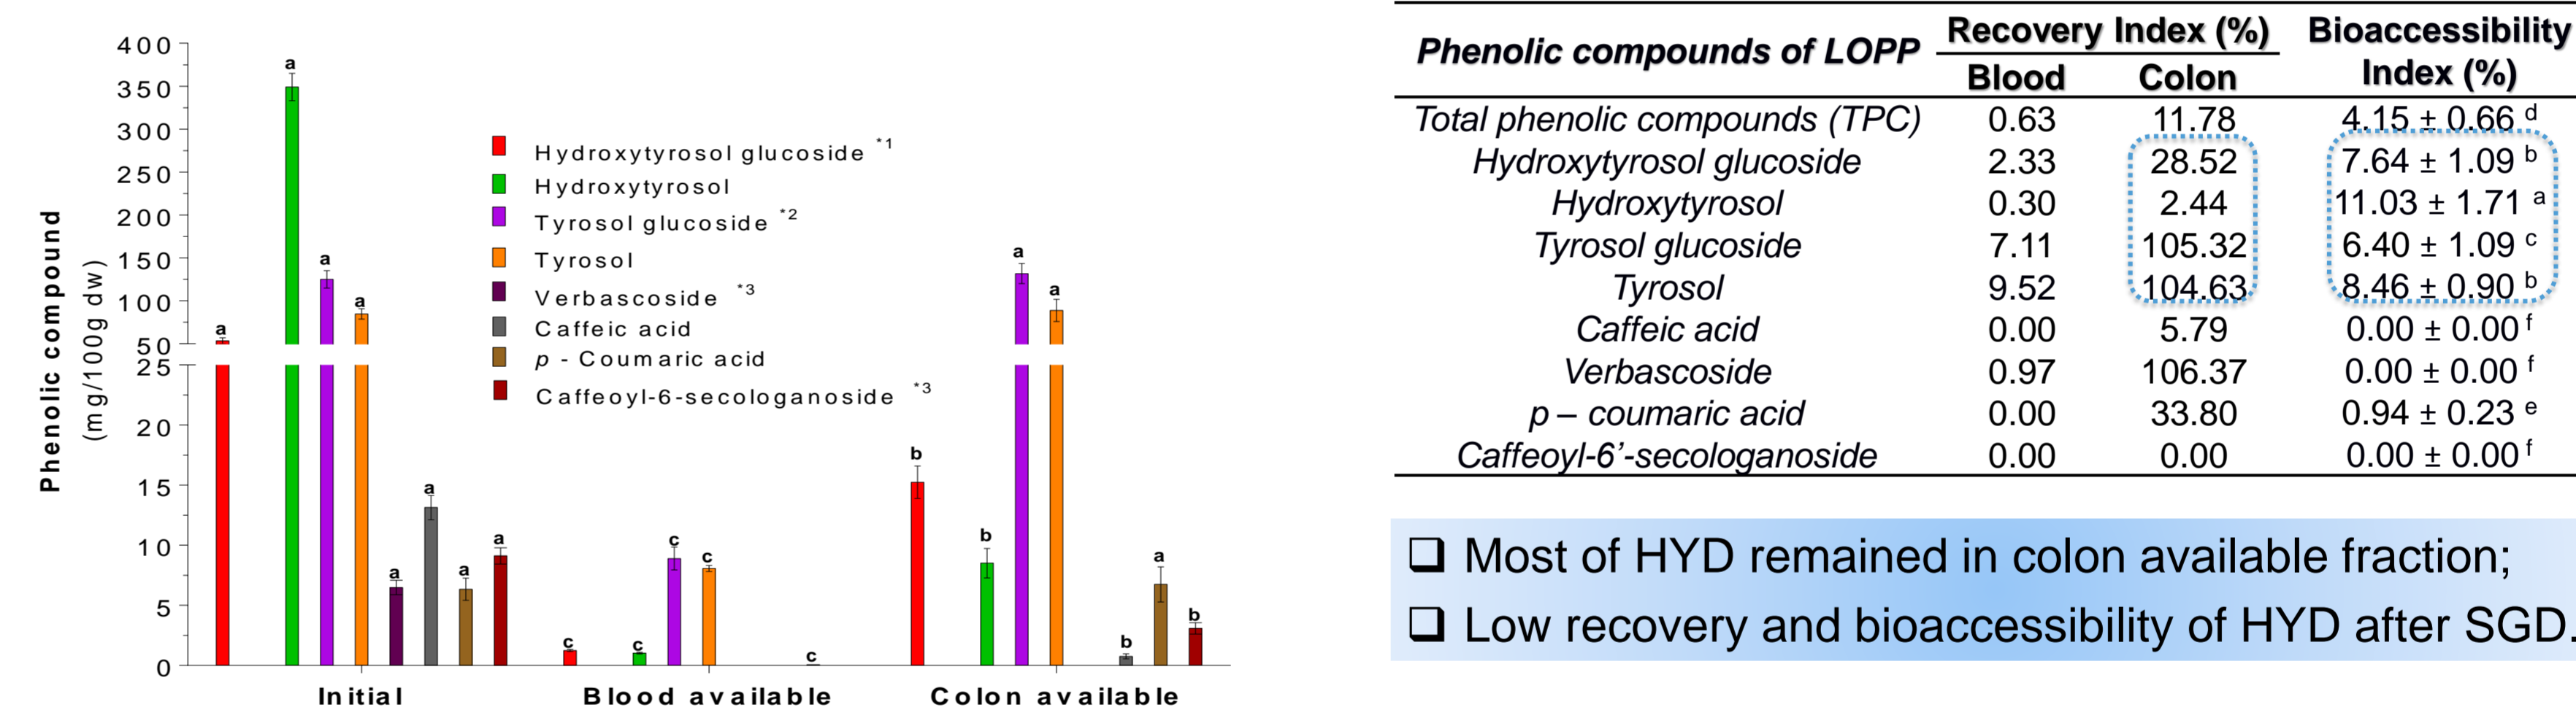 Phenolic compound
(mg/100g dw)
400
350
300
250
200
150
100
50
25
20
15
10
5
0
a
a
a
a
a
a
a
a
c
c
c
c
c
b
b
a
a
b
a
b
Hydroxytyrosol glucoside *1
Hydroxytyrosol
Tyrosol glucoside *2
Tyrosol
Verbascoside *3
Caffeic acid
p - Coumaric acid
Caffeoyl-6-secologanoside *3
Initial
Blood available
Colon available
Phenolic compounds of LOPP Recovery Index (%) Bioaccessibility Index (%)
Blood Colon
Total phenolic compounds (TPC) 0.63 11.78 4.15 ± 0.66 d
Hydroxytyrosol glucoside 2.33 28.52 7.64 ± 1.09 b
Hydroxytyrosol 0.30 2.44 11.03 ± 1.71 a
Tyrosol glucoside 7.11 105.32 6.40 ± 1.09 c
Tyrosol 9.52 104.63 8.46 ± 0.90 b
Caffeic acid 0.00 5.79 0.00 ± 0.00 f
Verbascoside 0.97 106.37 0.00 ± 0.00 f
p – coumaric acid 0.00 33.80 0.94 ± 0.23 e
Caffeoyl-6'-secologanoside 0.00 0.00 0.00 ± 0.00 f
❑ Most of HYD remained in colon available fraction;
❑ Low recovery and bioaccessibility of HYD after SGD.